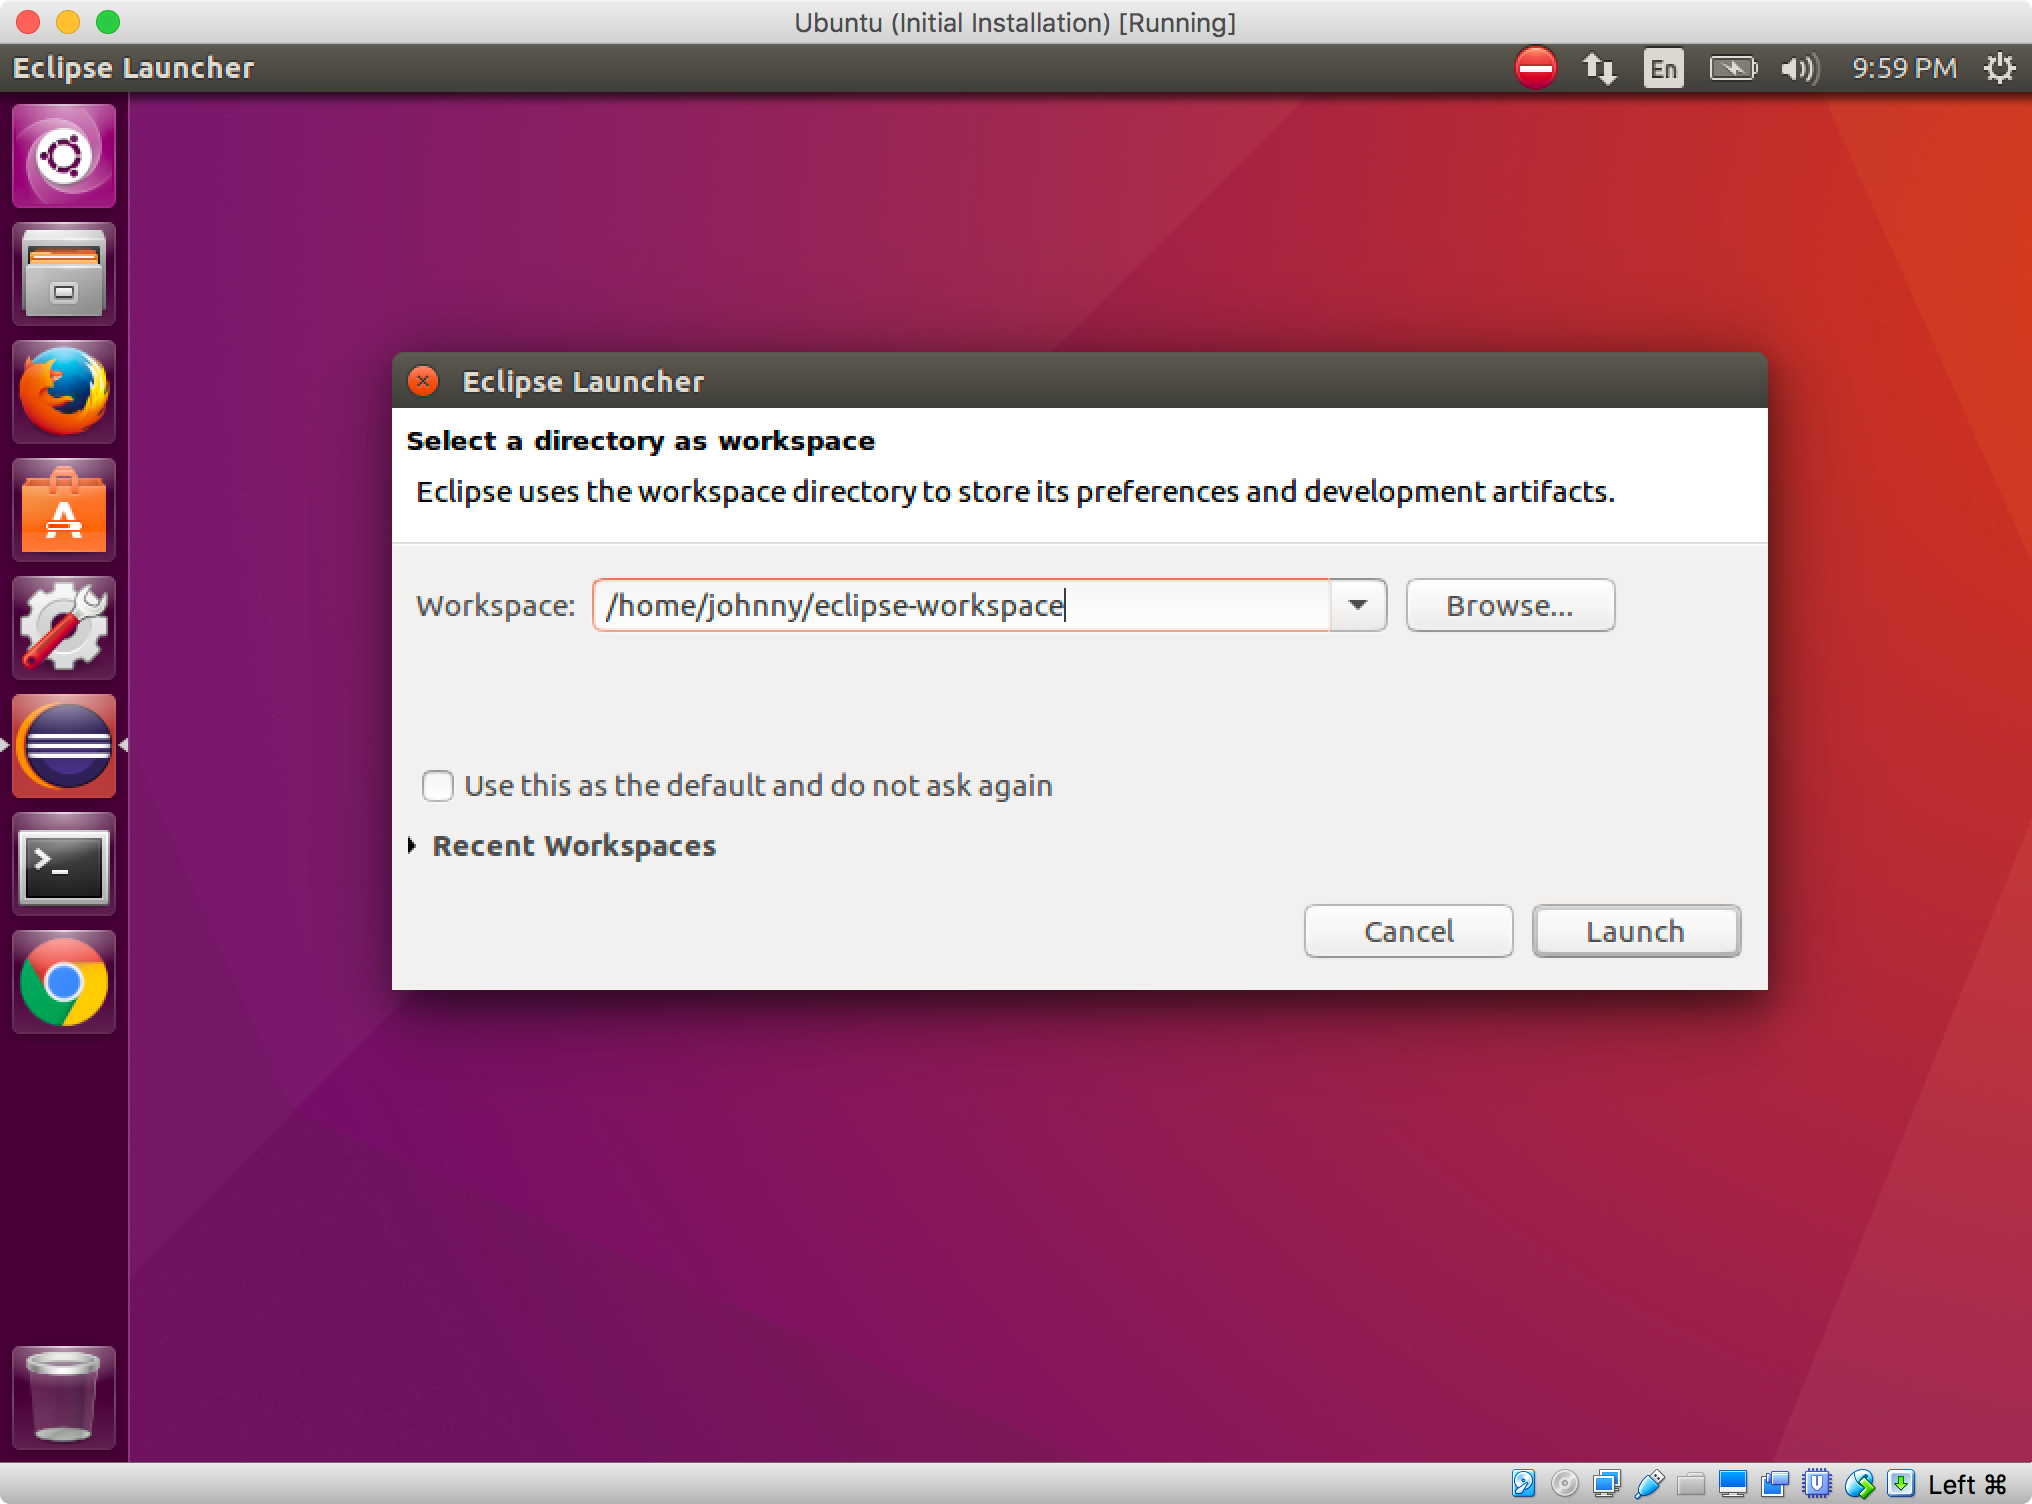 Ubuntu (Initial Installation) [Running]
Eclipse Launcher
En
9:59 PM
Eclipse Launcher
Select a directory as workspace
Eclipse uses the workspace directory to store its preferences and development artifacts.
Workspace: /home/johnny/eclipse-workspace Browse...
Use this as the default and do not ask again
Recent Workspaces
Cancel Launch
Left ⌘